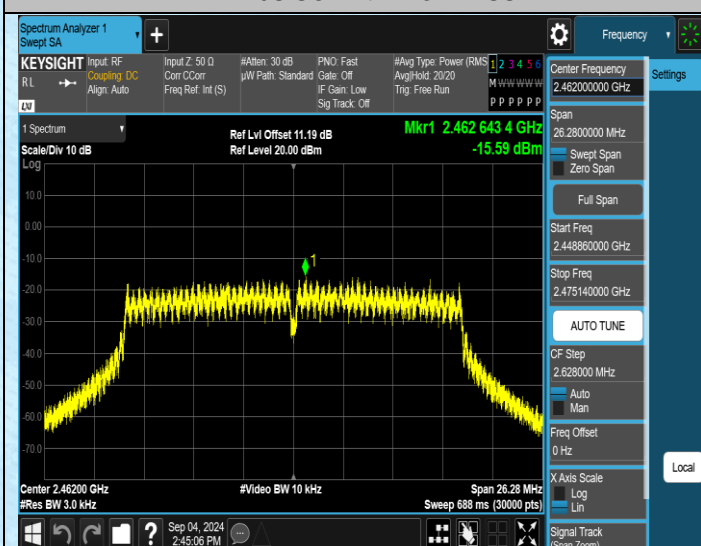 Spectrum Analyzer 1
Swept SA
+
Frequency
KEYSIGHT
RL
LXI
Input: RF
Coupling: DC
Align: Auto
Input Z: 50 Ω
Corr CCorr
Freq Ref: Int (S)
#Atten: 30 dB
µW Path: Standard
PNO: Fast
Gate: Off
IF Gain: Low
Sig Track: Off
#Avg Type: Power (RMS
Avg|Hold: 20/20
Trig: Free Run
1 2 3 4 5 6
M W W W W W
P P P P P P
1 Spectrum
Scale/Div 10 dB
Ref Lvl Offset 11.19 dB
Ref Level 20.00 dBm
Mkr1 2.462 643 4 GHz
-15.59 dBm
Log
10.0
0.00
-10.0
-20.0
-30.0
-40.0
-50.0
-60.0
-70.0
1
Center 2.46200 GHz
#Res BW 3.0 kHz
#Video BW 10 kHz
Span 26.28 MHz
Sweep 688 ms (30000 pts)
Sep 04, 2024
2:45:06 PM
?
Center Frequency
2.462000000 GHz
Span
26.2800000 MHz
Swept Span
Zero Span
Full Span
Start Freq
2.448860000 GHz
Stop Freq
2.475140000 GHz
AUTO TUNE
CF Step
2.628000 MHz
Auto
Man
Freq Offset
0 Hz
X Axis Scale
Log
Lin
Signal Track
(Span Zoom)
Settings
Local